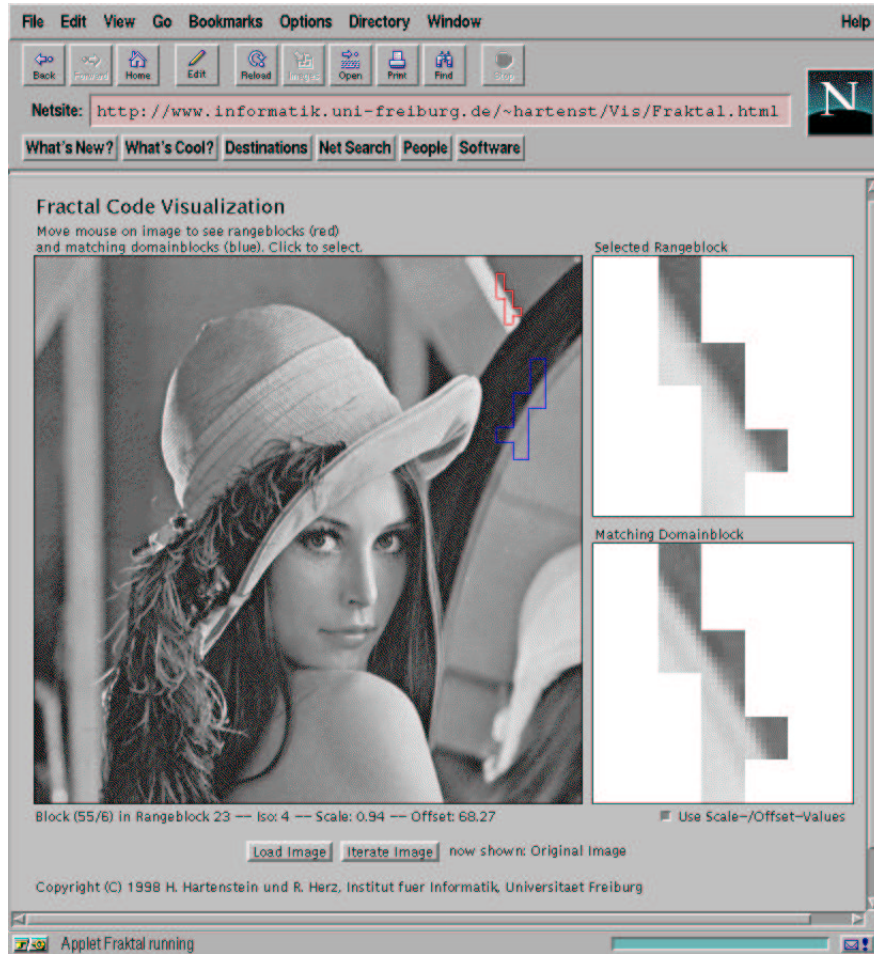 File Edit View Go Bookmarks Options Directory Window Help
Back Forward Home Edit Reload Images Open Print Find Stop
Netsite: http://www.informatik.uni-freiburg.de/~hartenst/Vis/Fraktal.html
N
What's New? What's Cool? Destinations Net Search People Software
Fractal Code Visualization
Move mouse on image to see rangeblocks (red)
and matching domainblocks (blue). Click to select.
Selected Rangeblock
Matching Domainblock
Block (55/6) in Rangeblock 23 -- Iso: 4 -- Scale: 0.94 -- Offset: 68.27
Use Scale-/Offset-Values
Load Image Iterate Image now shown: Original Image
Copyright (C) 1998 H. Hartenstein und R. Herz, Institut fuer Informatik, Universitaet Freiburg
Applet Fraktal running